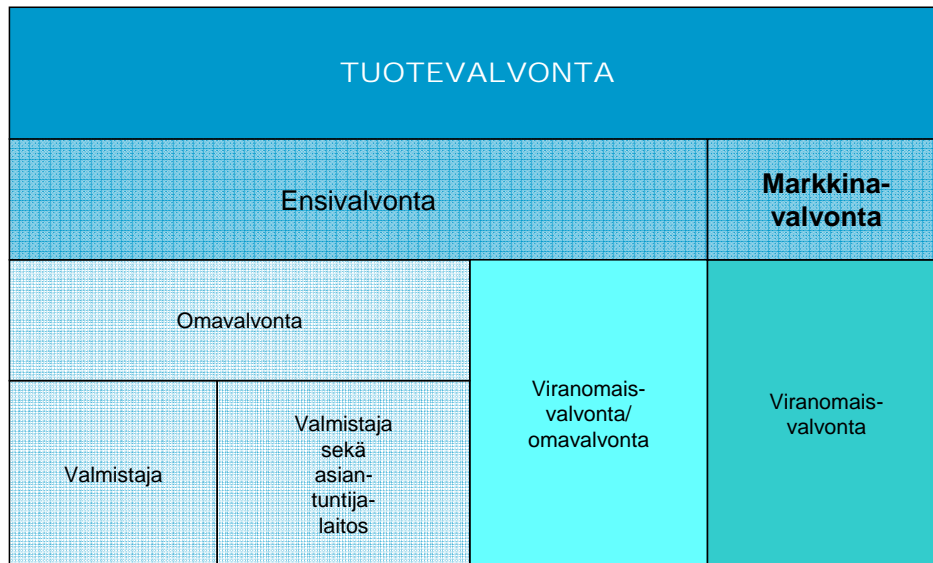 TUOTEVALVONTA
Ensivalvonta
Markkina-
valvonta
Omavalvonta
Viranomais-
valvonta/
omavalvonta
Viranomais-
valvonta
Valmistaja
Valmistaja
sekä
asian-
tuntija-
laitos